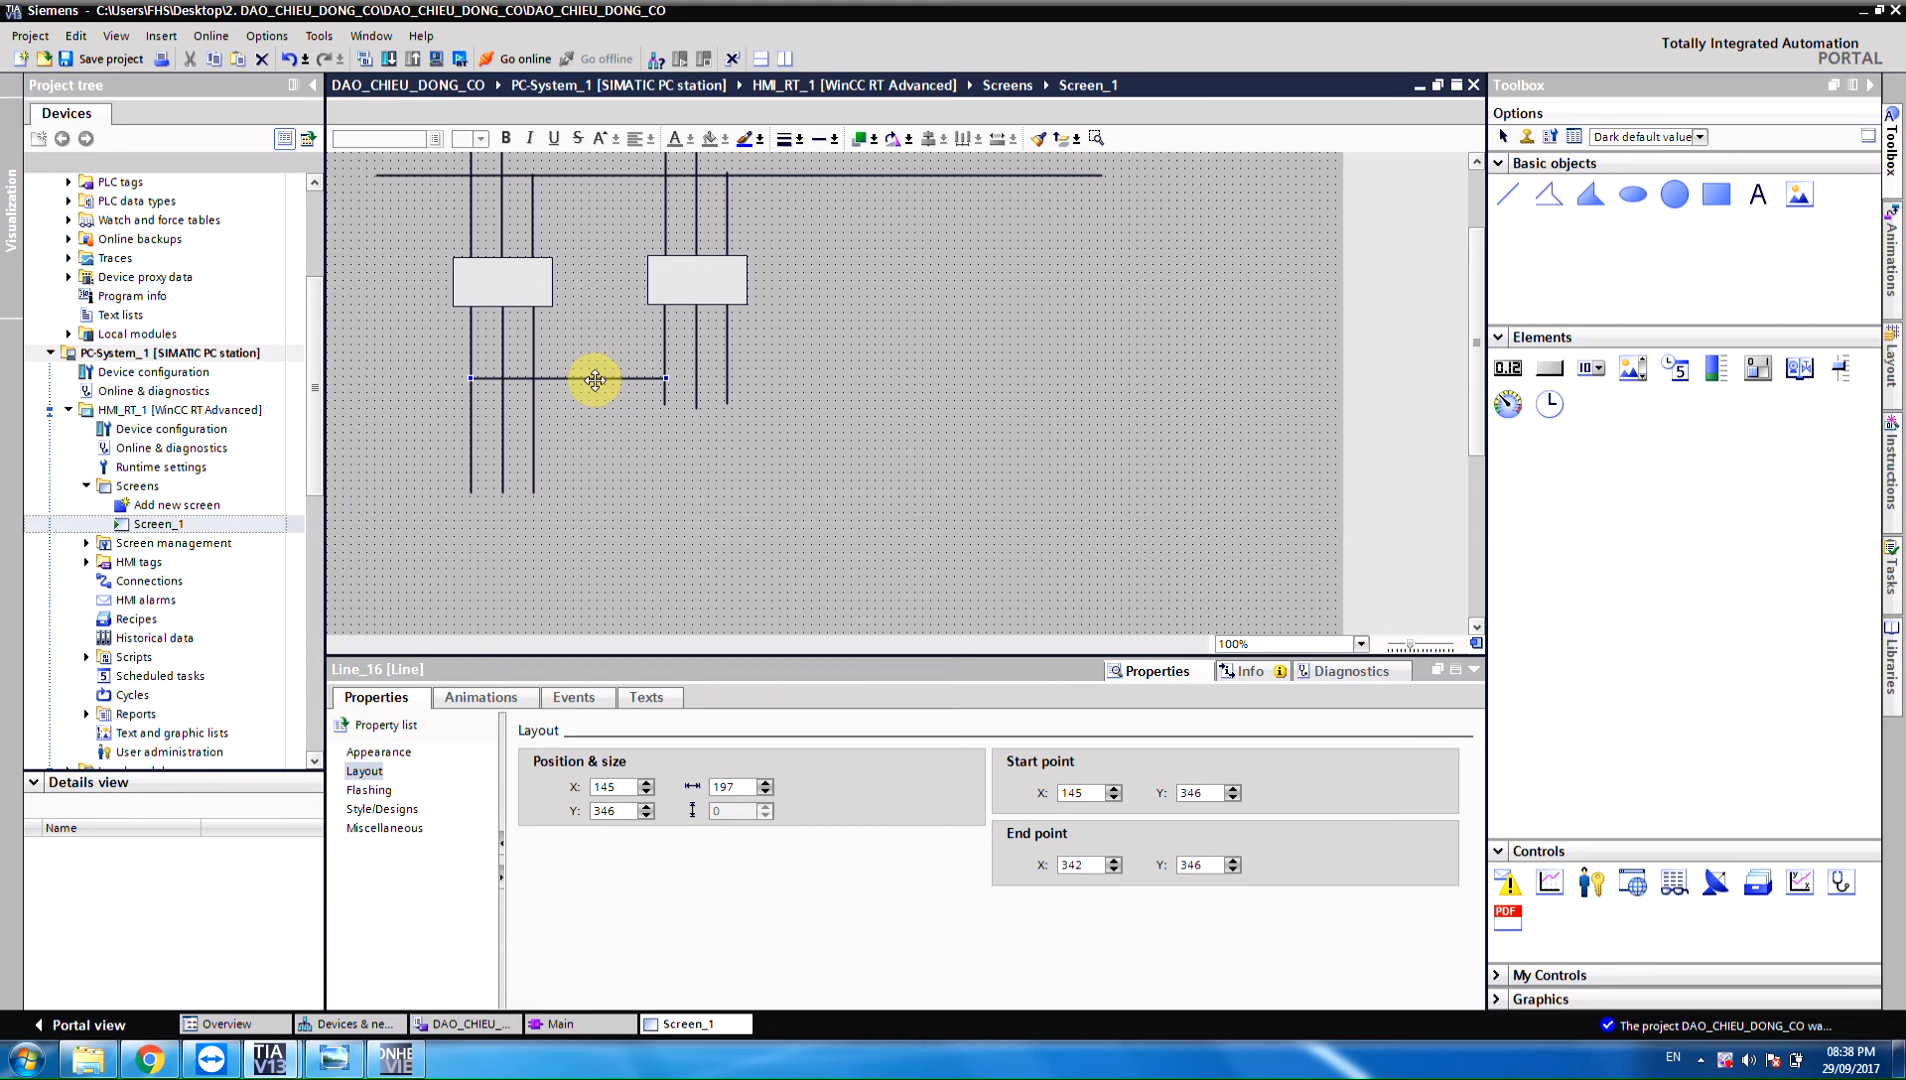 TIA V13 Siemens - C:\Users\FHS\Desktop\2. DAO_CHIEU_DONG_CO\DAO_CHIEU_DONG_CO\DAO_CHIEU_DONG_CO
Project Edit View Insert Online Options Tools Window Help
Totally Integrated Automation
PORTAL
Save project Go online Go offline
Project tree
DAO_CHIEU_DONG_CO PC-System_1 [SIMATIC PC station] HMI_RT_1 [WinCC RT Advanced] Screens Screen_1
Toolbox
Devices
Options
B I U S A A
Dark default value
Basic objects
A
Visualization
PLC tags
PLC data types
Watch and force tables
Online backups
Traces
Device proxy data
Program info
Text lists
Local modules
PC-System_1 [SIMATIC PC station]
Device configuration
Online & diagnostics
HMI_RT_1 [WinCC RT Advanced]
Device configuration
Online & diagnostics
Runtime settings
Screens
Add new screen
Screen_1
Screen management
HMI tags
Connections
HMI alarms
Recipes
Historical data
Scripts
Scheduled tasks
Cycles
Reports
Text and graphic lists
User administration
Elements
0.12 10 5
Toolbox
Animations
Layout
Instructions
Tasks
Libraries
100%
Line_16 [Line]
Properties Info Diagnostics
Properties Animations Events Texts
Property list
Appearance
Layout
Flashing
Style/Designs
Miscellaneous
Layout
Position & size
X: 145 197
Y: 346 0
Start point
X: 145 Y: 346
End point
X: 342 Y: 346
Details view
Name
Controls
PDF
My Controls
Graphics
Portal view Overview Devices & ne... DAO_CHIEU_... Main Screen_1
The project DAO_CHIEU_DONG_CO wa...
TIA V13
ONHE VIE
EN
08:38 PM
29/09/2017